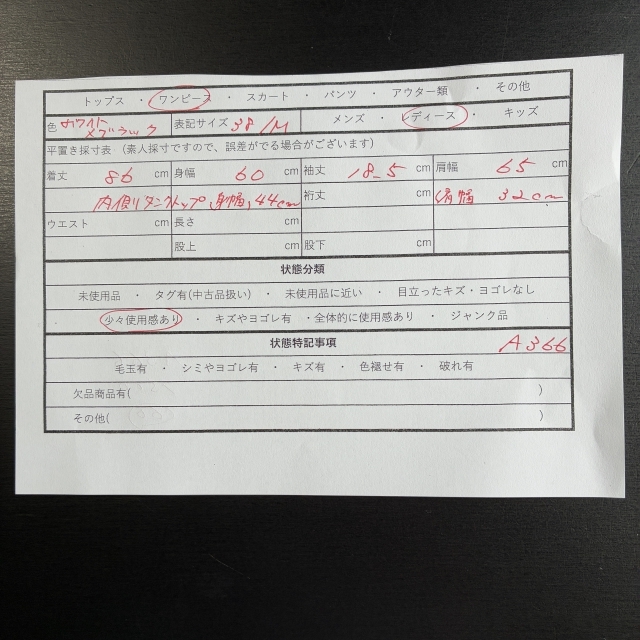 トップス ・ ワンピース ・ スカート ・ パンツ ・ アウター類 ・ その他
色 ホワイト×ブラック 表記サイズ 38/M メンズ ・ レディース ・ キッズ
平置き採寸表 (素人採寸ですので、誤差がでる場合がございます)
着丈 86 cm 身幅 60 cm 袖丈 18.5 cm 肩幅 65 cm
内側タンクトップ、身幅、44cm 裄丈 cm 肩幅 32cm
ウエスト cm 長さ cm
股上 cm 股下 cm
状態分類
未使用品 ・ タグ有(中古品扱い) ・ 未使用品に近い ・ 目立ったキズ・ヨゴレなし
少々使用感あり ・ キズやヨゴレ有 ・全体的に使用感あり ・ ジャンク品
状態特記事項 A366
毛玉有 ・ シミやヨゴレ有 ・ キズ有 ・ 色褪せ有 ・ 破れ有
欠品商品有( )
その他( )